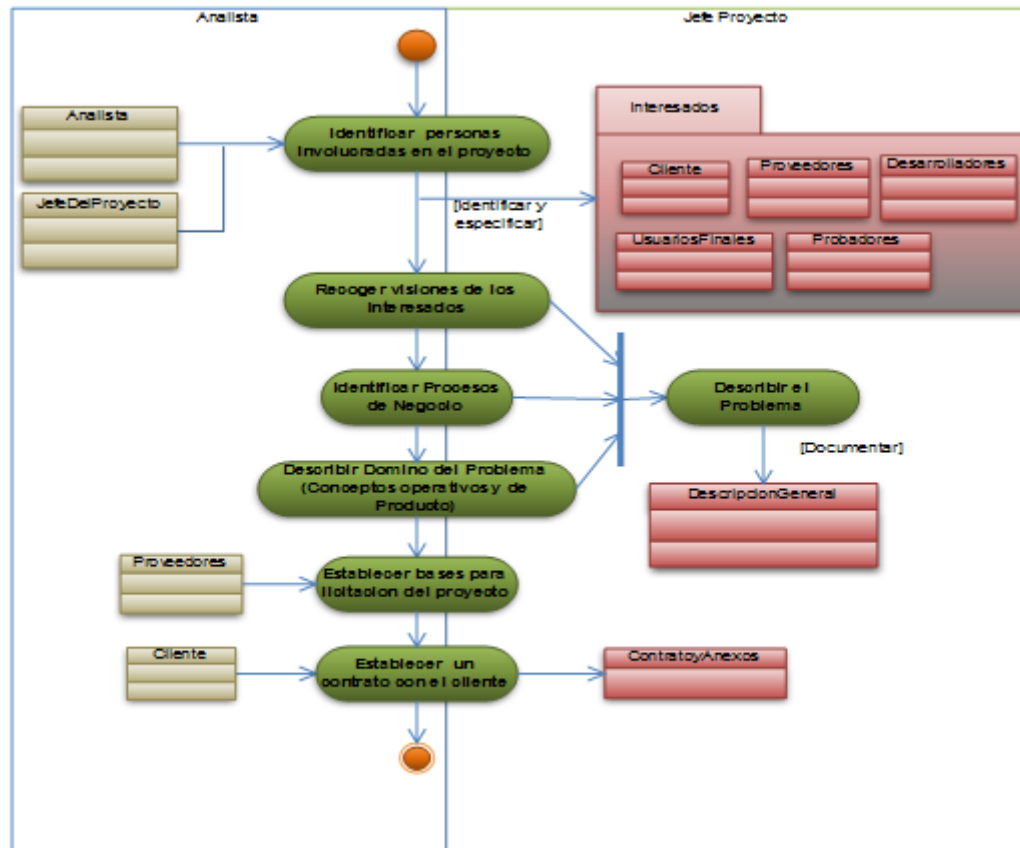 Analista
Jefe Proyecto
Analista
JefeDelProyecto
Identificar personas
Involucradas en el proyecto
Interesados
Cliente
Proveedores
Desarrolladores
UsuariosFinales
Probadores
[Identificar y
especificar]
Recoger visiones de los
Interesados
Identificar Procesos
de Negocio
Describir el
Problema
[Documentar]
Describir Domino del Problema
(Conceptos operativos y de
Producto)
DescripcionGeneral
Proveedores
Establecer bases para
licitacion del proyecto
Cliente
Establecer un
contrato con el cliente
ContratoyAnexos